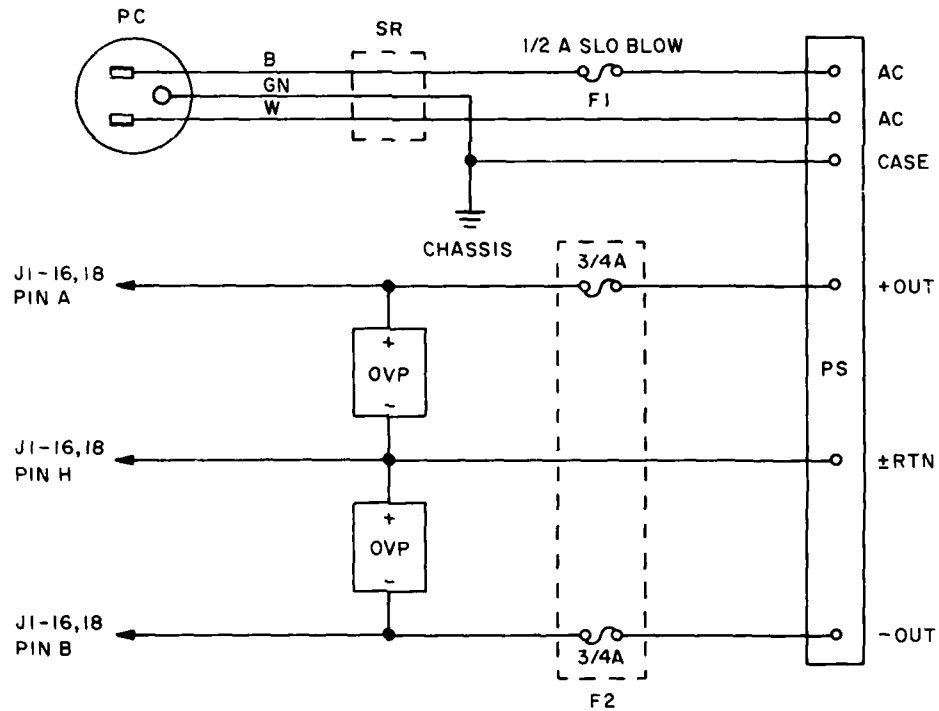 PC
SR
1/2 A SLO BLOW
B
GN
W
F1
AC
AC
CASE
CHASSIS
3/4A
J1-16,18
PIN A
+OUT
+
OVP
-
PS
J1-16,18
PIN H
±RTN
+
OVP
-
J1-16,18
PIN B
-OUT
3/4A
F2